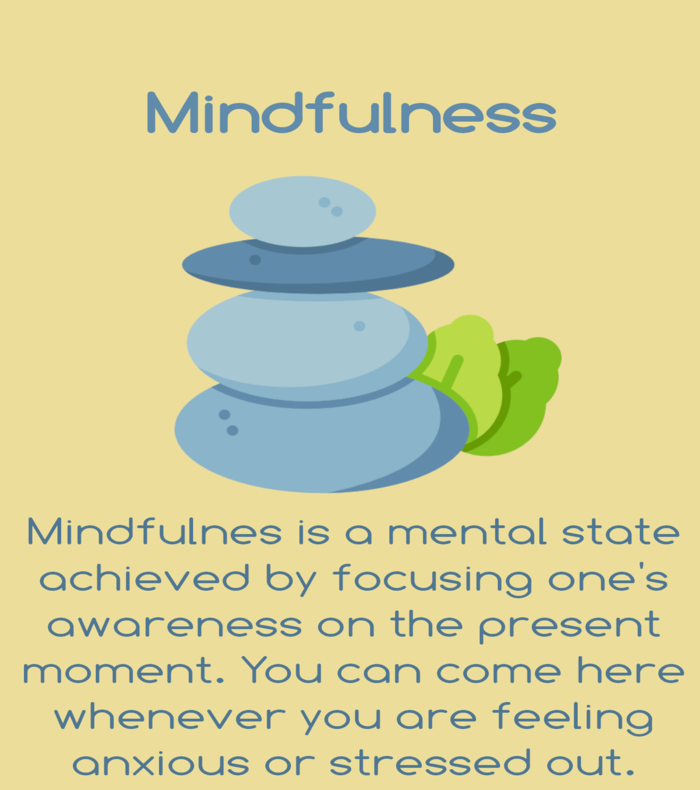 Mindfulness
Mindfulnes is a mental state
achieved by focusing one's
awareness on the present
moment. You can come here
whenever you are feeling
anxious or stressed out.